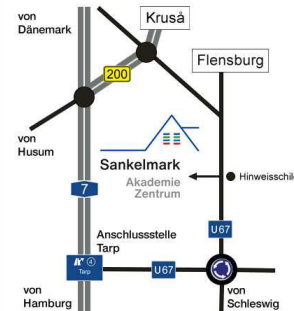 von
Dänemark
Kruså
Flensburg
200
von
Husum
Sankelmark
Akademie
Zentrum
Hinweisschil
7
U67
Anschlussstelle
Tarp
4
Tarp
U67
von
Hamburg
von
Schleswig